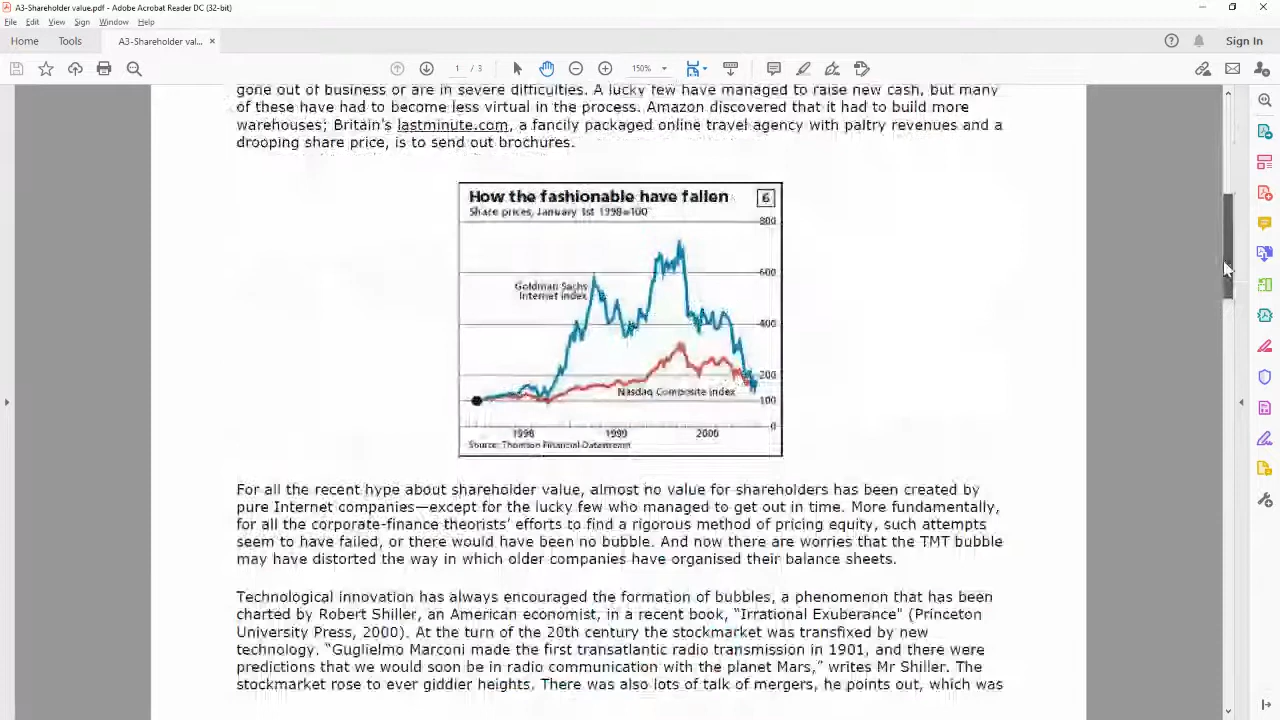 A3-Shareholder value.pdf - Adobe Acrobat Reader DC (32-bit)
File Edit View Sign Window Help
Home Tools A3-Shareholder val... × Sign In
1 / 3 150%
gone out of business or are in severe difficulties. A lucky few have managed to raise new cash, but many
of these have had to become less virtual in the process. Amazon discovered that it had to build more
warehouses; Britain's lastminute.com, a fancily packaged online travel agency with paltry revenues and a
drooping share price, is to send out brochures.
How the fashionable have fallen 6
Share prices, January 1st 1998=100
800
600
Goldman Sachs
Internet index
400
200
Nasdaq Composite index
100
0
1998 1999 2000
Source: Thomson Financial Datastream
For all the recent hype about shareholder value, almost no value for shareholders has been created by
pure Internet companies—except for the lucky few who managed to get out in time. More fundamentally,
for all the corporate-finance theorists' efforts to find a rigorous method of pricing equity, such attempts
seem to have failed, or there would have been no bubble. And now there are worries that the TMT bubble
may have distorted the way in which older companies have organised their balance sheets.
Technological innovation has always encouraged the formation of bubbles, a phenomenon that has been
charted by Robert Shiller, an American economist, in a recent book, "Irrational Exuberance" (Princeton
University Press, 2000). At the turn of the 20th century the stockmarket was transfixed by new
technology. "Guglielmo Marconi made the first transatlantic radio transmission in 1901, and there were
predictions that we would soon be in radio communication with the planet Mars," writes Mr Shiller. The
stockmarket rose to ever giddier heights. There was also lots of talk of mergers, he points out, which was